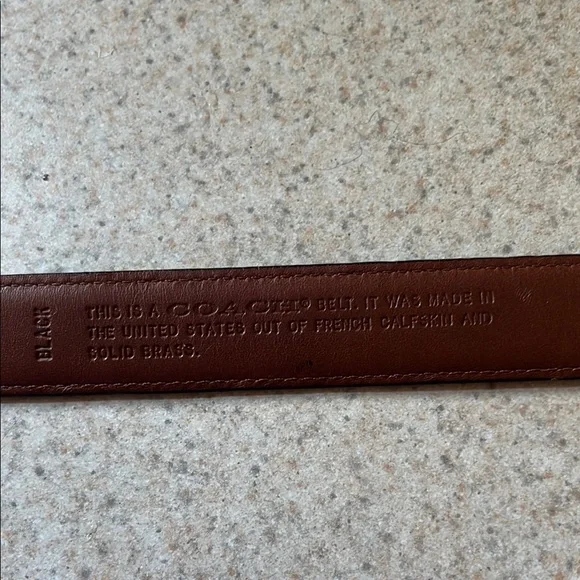 BLACK
THIS IS A COACH® BELT. IT WAS MADE IN
THE UNITED STATES OUT OF FRENCH CALFSKIN AND
SOLID BRASS.